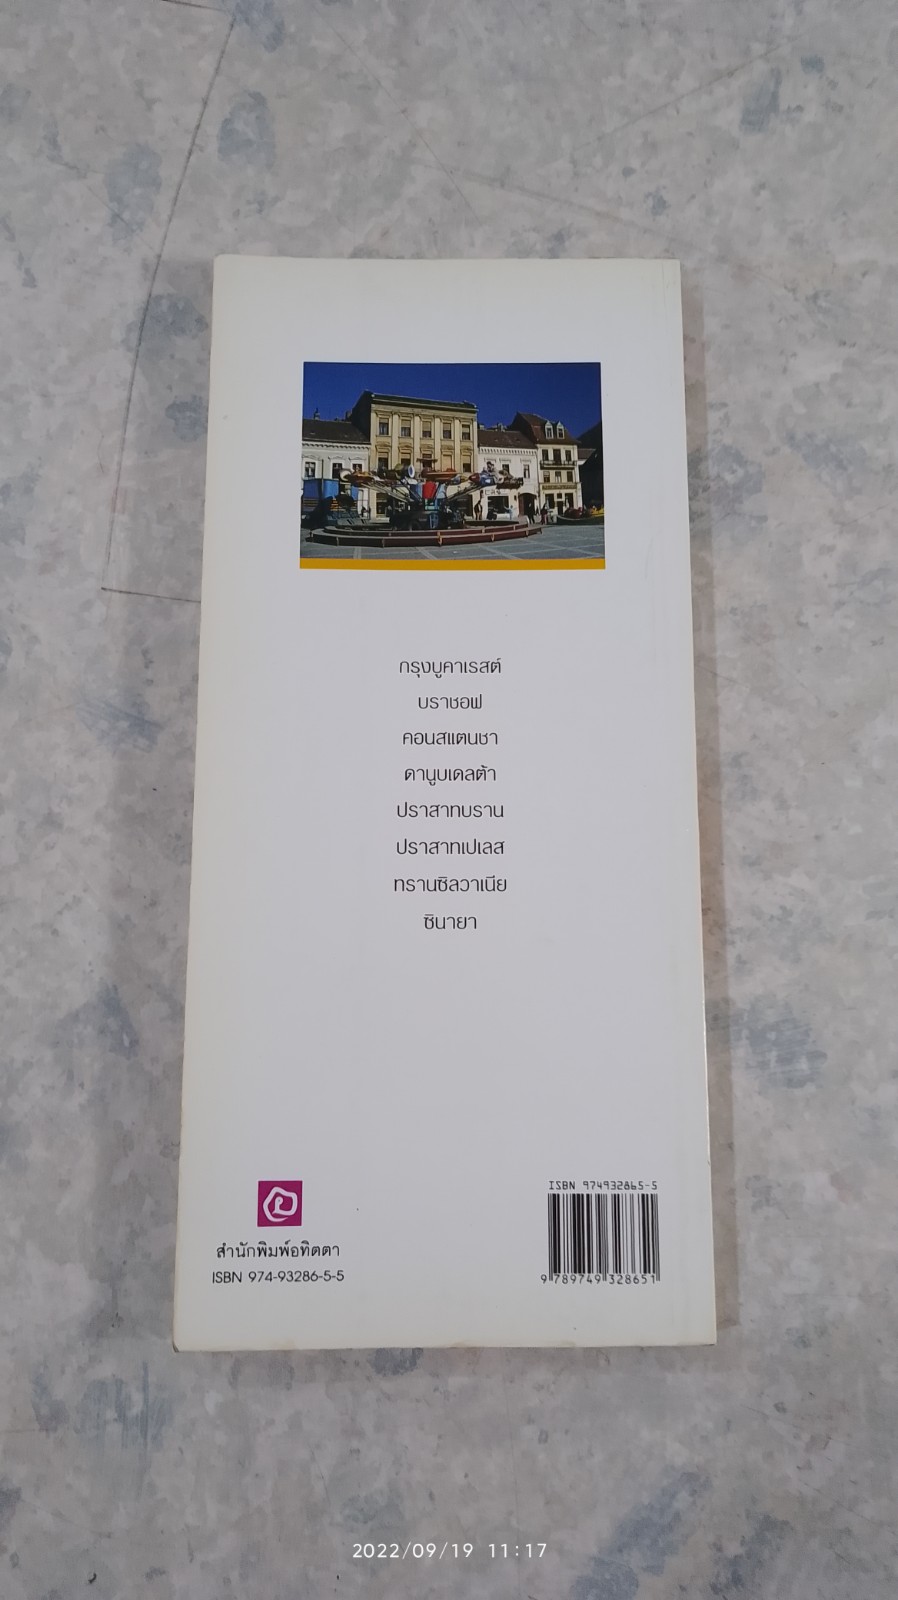 กรุงบูคาเรสต์
บราชอฟ
คอนสแตนซา
ดานูบเดลต้า
ปราสาทบราน
ปราสาทเปเลส
ทรานซิลวาเนีย
ซินายา
สำนักพิมพ์อทิตตา
ISBN 974-93286-5-5
ISBN 974932865-5
9 789749 328651
2022/09/19 11:17